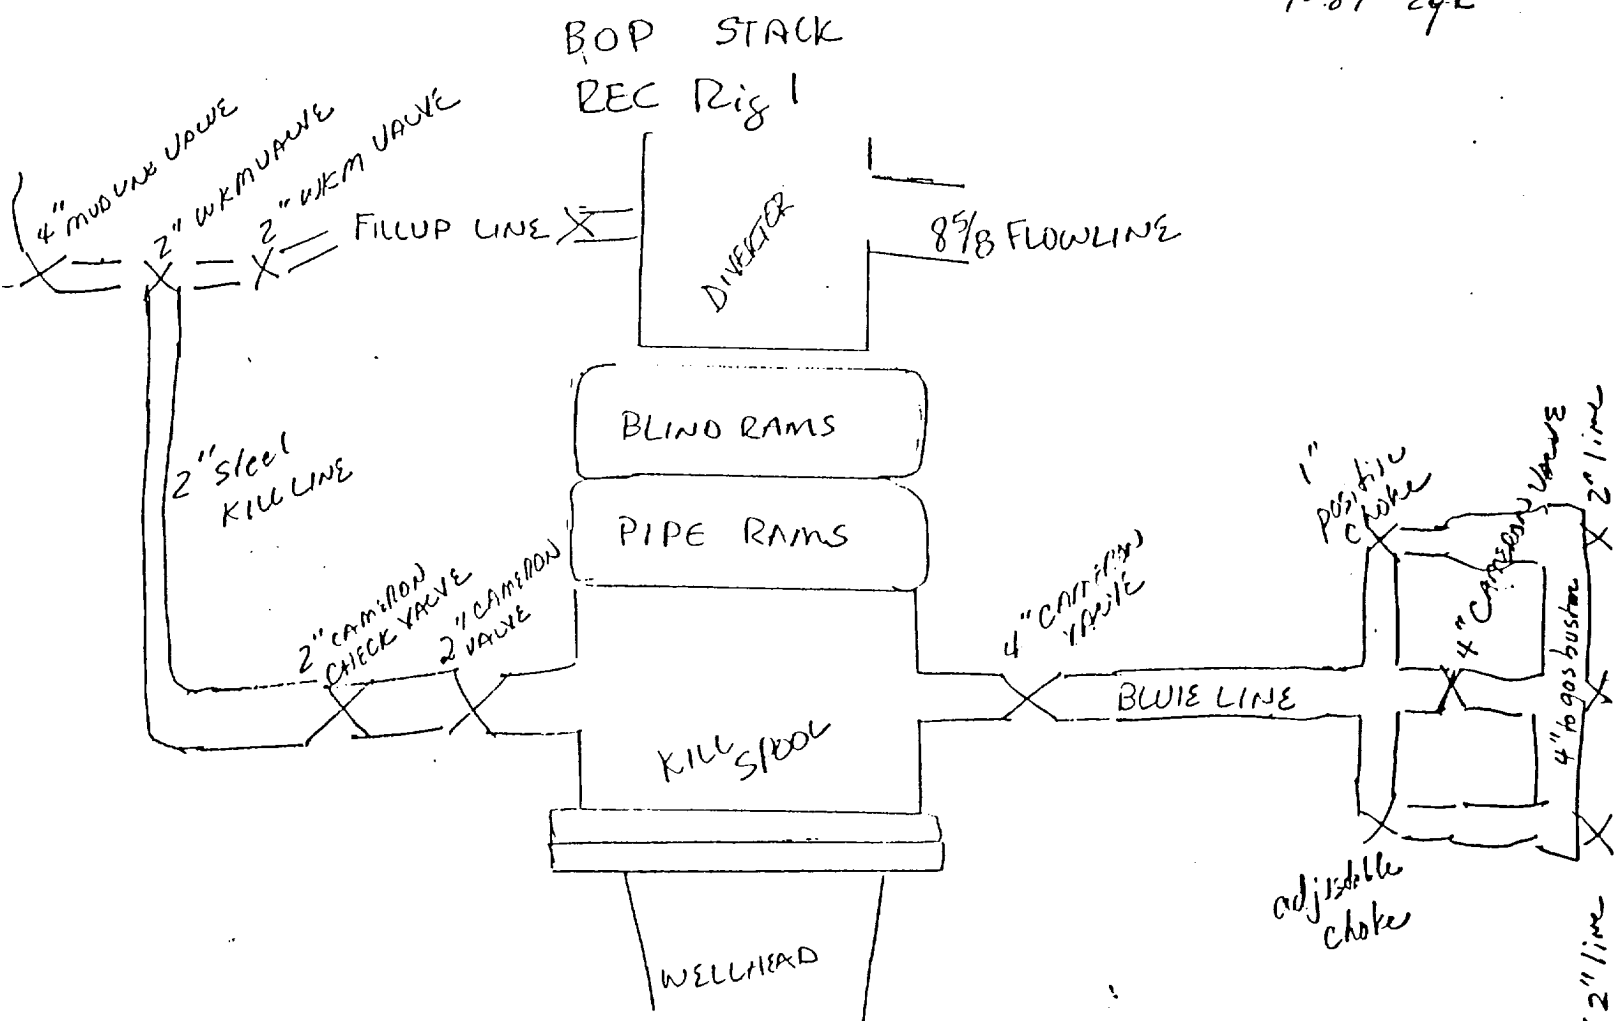 BOP STACK
REC Rig 1
4" MUD LINE VALVE
2" WKM VALVE
2" WKM VALVE
FILLUP LINE
DIVERTER
8 5/8 FLOWLINE
BLIND RAMS
PIPE RAMS
2" Steel
KILL LINE
2" CAMERON
CHECK VALVE
2" CAMERON
VALVE
4" CAMERON
VALVE
BLUIE LINE
KILL
SPOOL
WELLHEAD
1"
positive
choke
4" CAMERON VALVE
4" to gas buster
2" line
adjustable
choke
2" line